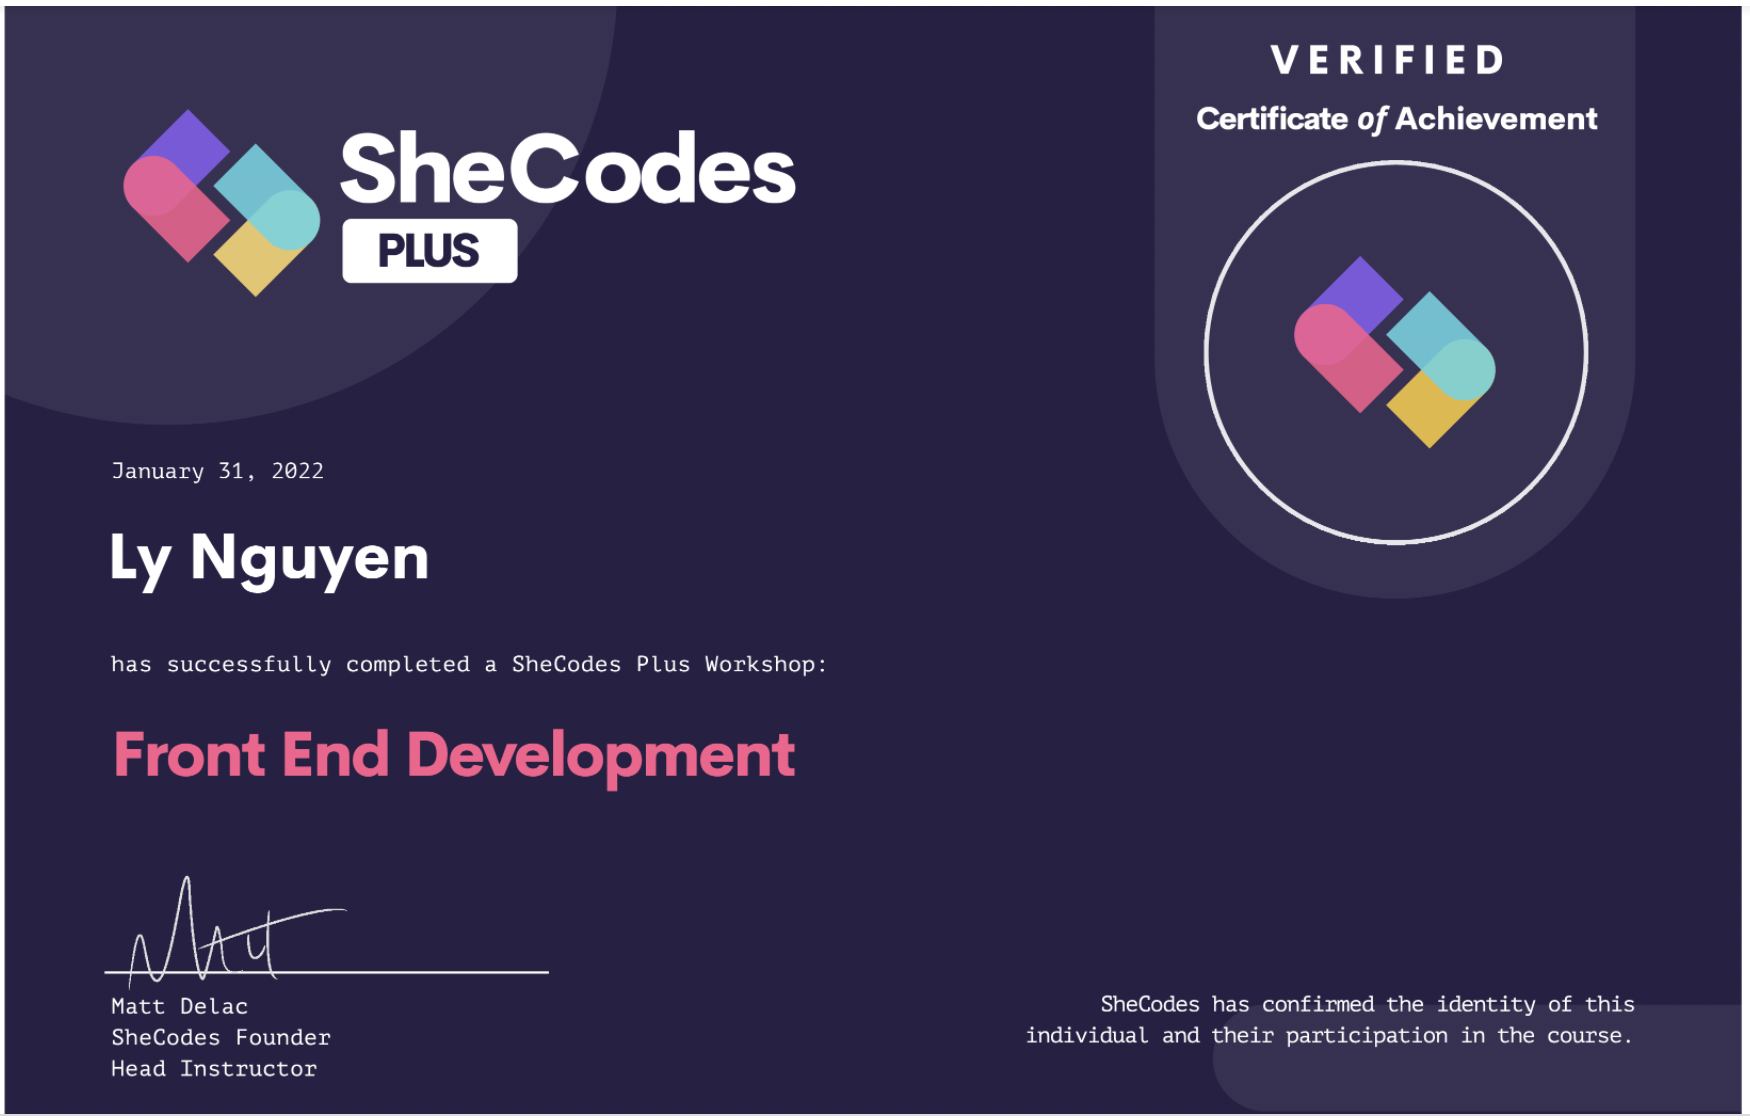 SheCodes
PLUS
VERIFIED
Certificate of Achievement
January 31, 2022
Ly Nguyen
has successfully completed a SheCodes Plus Workshop:
Front End Development
Matt
Matt Delac
SheCodes Founder
Head Instructor
SheCodes has confirmed the identity of this
individual and their participation in the course.